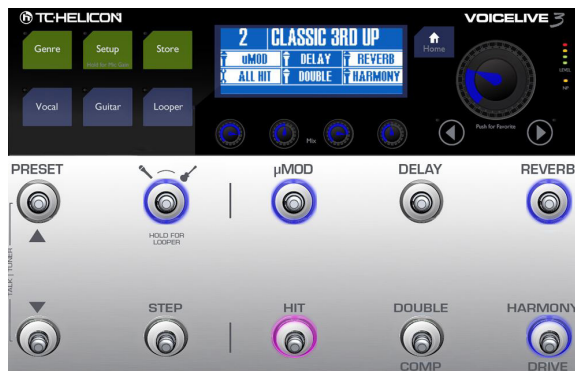 TC·HELICON
VOICELIVE 3
Genre
Setup
Hold for Mic Gain
Store
2 CLASSIC 3RD UP
uMOD DELAY REVERB
ALL HIT DOUBLE HARMONY
Home
LEVEL
INP
Vocal
Guitar
Looper
Mix
Push for Favorite
PRESET
µMOD
DELAY
REVERB
HOLD FOR
LOOPER
TALK | TUNER
STEP
HIT
DOUBLE
HARMONY
COMP
DRIVE